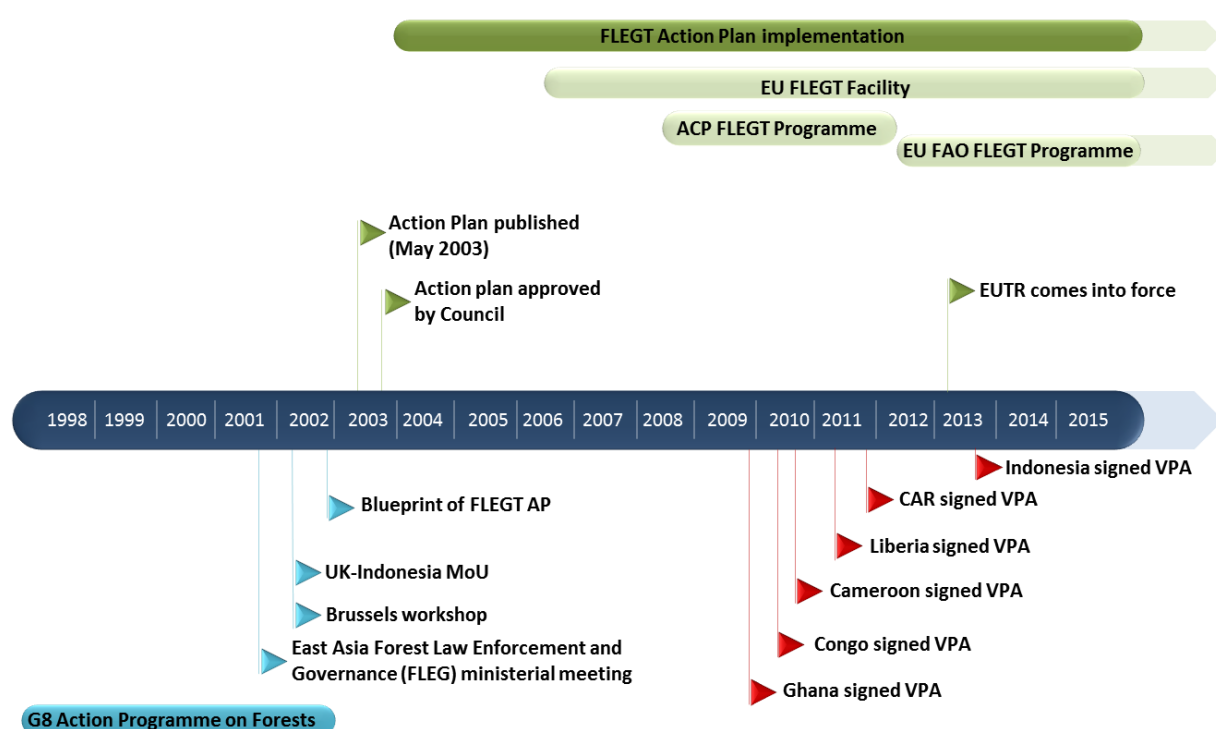 FLEGT Action Plan implementation
EU FLEGT Facility
ACP FLEGT Programme
EU FAO FLEGT Programme
Action Plan published
(May 2003)
Action plan approved
by Council
EUTR comes into force
1998 1999 2000 2001 2002 2003 2004 2005 2006 2007 2008 2009 2010 2011 2012 2013 2014 2015
Indonesia signed VPA
CAR signed VPA
Blueprint of FLEGT AP
Liberia signed VPA
UK-Indonesia MoU
Cameroon signed VPA
Brussels workshop
East Asia Forest Law Enforcement and
Governance (FLEG) ministerial meeting
Congo signed VPA
Ghana signed VPA
G8 Action Programme on Forests